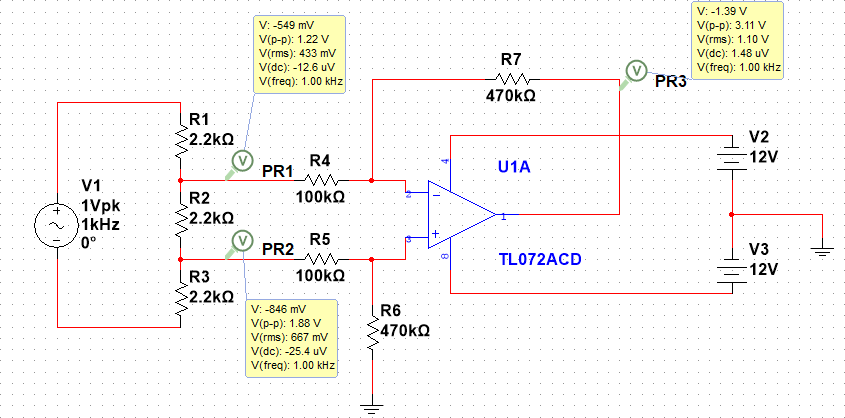 V: -549 mV
V(p-p): 1.22 V
V(rms): 433 mV
V(dc): -12.6 uV
V(freq): 1.00 kHz
V: -1.39 V
V(p-p): 3.11 V
V(rms): 1.10 V
V(dc): 1.48 uV
V(freq): 1.00 kHz
R7
470kΩ
V
PR3
R1
2.2kΩ
V
PR1
R4
100kΩ
4
U1A
V2
12V
V1
1Vpk
1kHz
0°
R2
2.2kΩ
2
1
V
PR2
R5
100kΩ
3
8
TL072ACD
V3
12V
R3
2.2kΩ
V: -846 mV
V(p-p): 1.88 V
V(rms): 667 mV
V(dc): -25.4 uV
V(freq): 1.00 kHz
R6
470kΩ